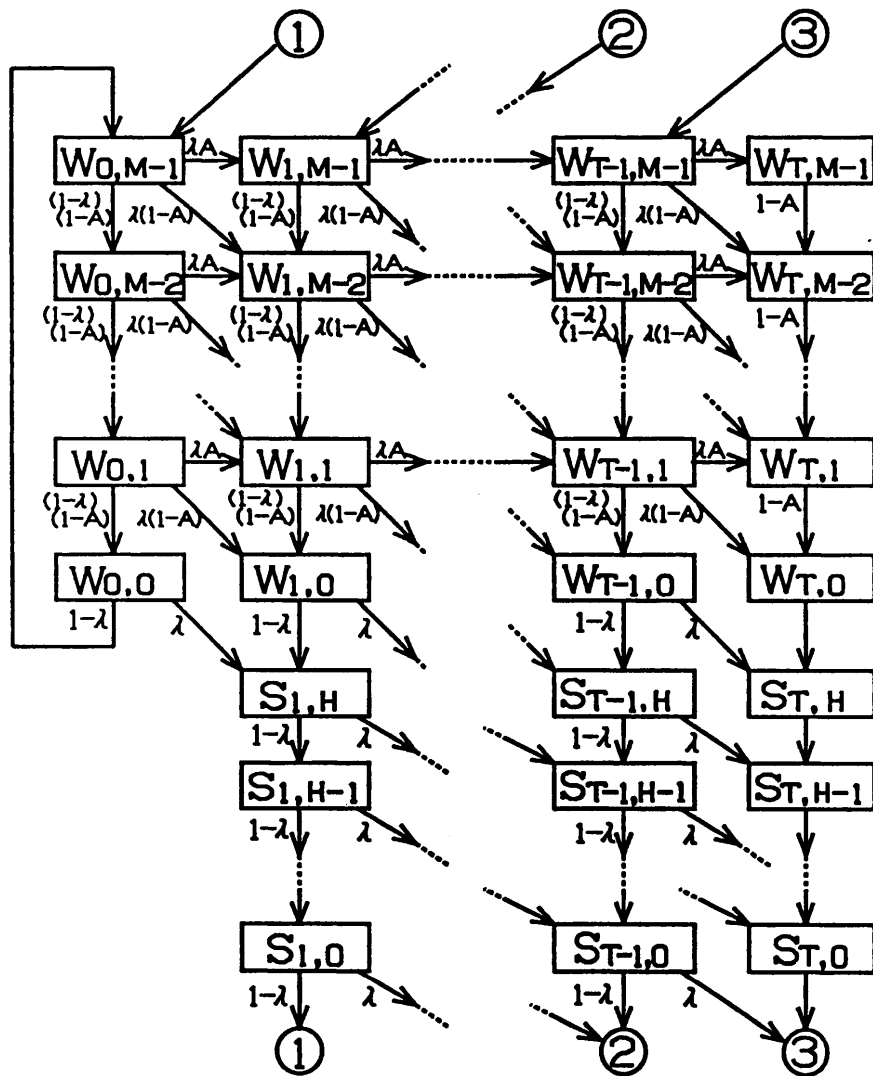 1 2 3
W0,M-1 λA W1,M-1 λA WT-1,M-1 λA WT,M-1
(1-λ) (1-λ) (1-λ)
(1-A) λ(1-A) (1-A) λ(1-A) (1-A) λ(1-A) 1-A
W0,M-2 λA W1,M-2 λA WT-1,M-2 λA WT,M-2
(1-λ) (1-λ) (1-λ)
(1-A) λ(1-A) (1-A) λ(1-A) (1-A) λ(1-A) 1-A
W0,1 λA W1,1 λA WT-1,1 λA WT,1
(1-λ) (1-λ) (1-λ)
(1-A) λ(1-A) (1-A) λ(1-A) (1-A) λ(1-A) 1-A
W0,0 W1,0 WT-1,0 WT,0
1-λ λ 1-λ λ 1-λ λ
S1,H ST-1,H ST,H
1-λ λ 1-λ λ
S1,H-1 ST-1,H-1 ST,H-1
1-λ λ 1-λ λ
S1,0 ST-1,0 ST,0
1-λ λ 1-λ λ
1 2 3